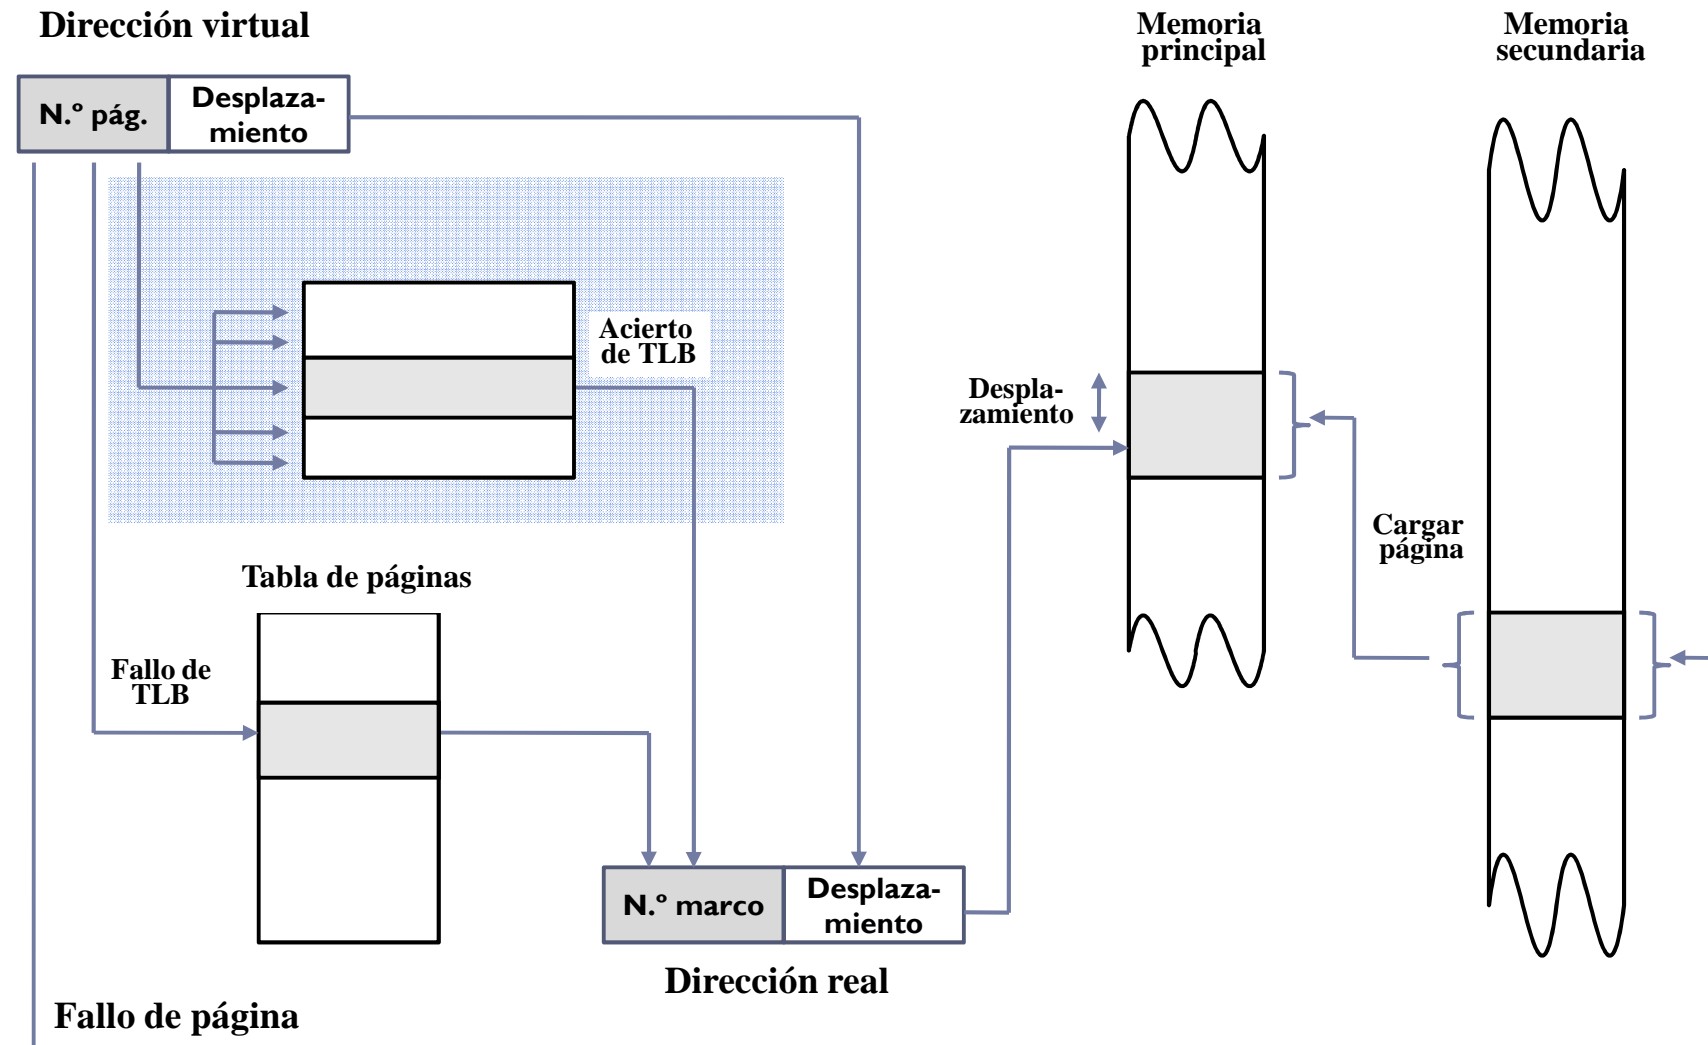 Dirección virtual
N.º pág.
Desplaza-
miento
Memoria
principal
Memoria
secundaria
Acierto
de TLB
Despla-
zamiento
Cargar
página
Tabla de páginas
Fallo de
TLB
N.º marco
Desplaza-
miento
Dirección real
Fallo de página